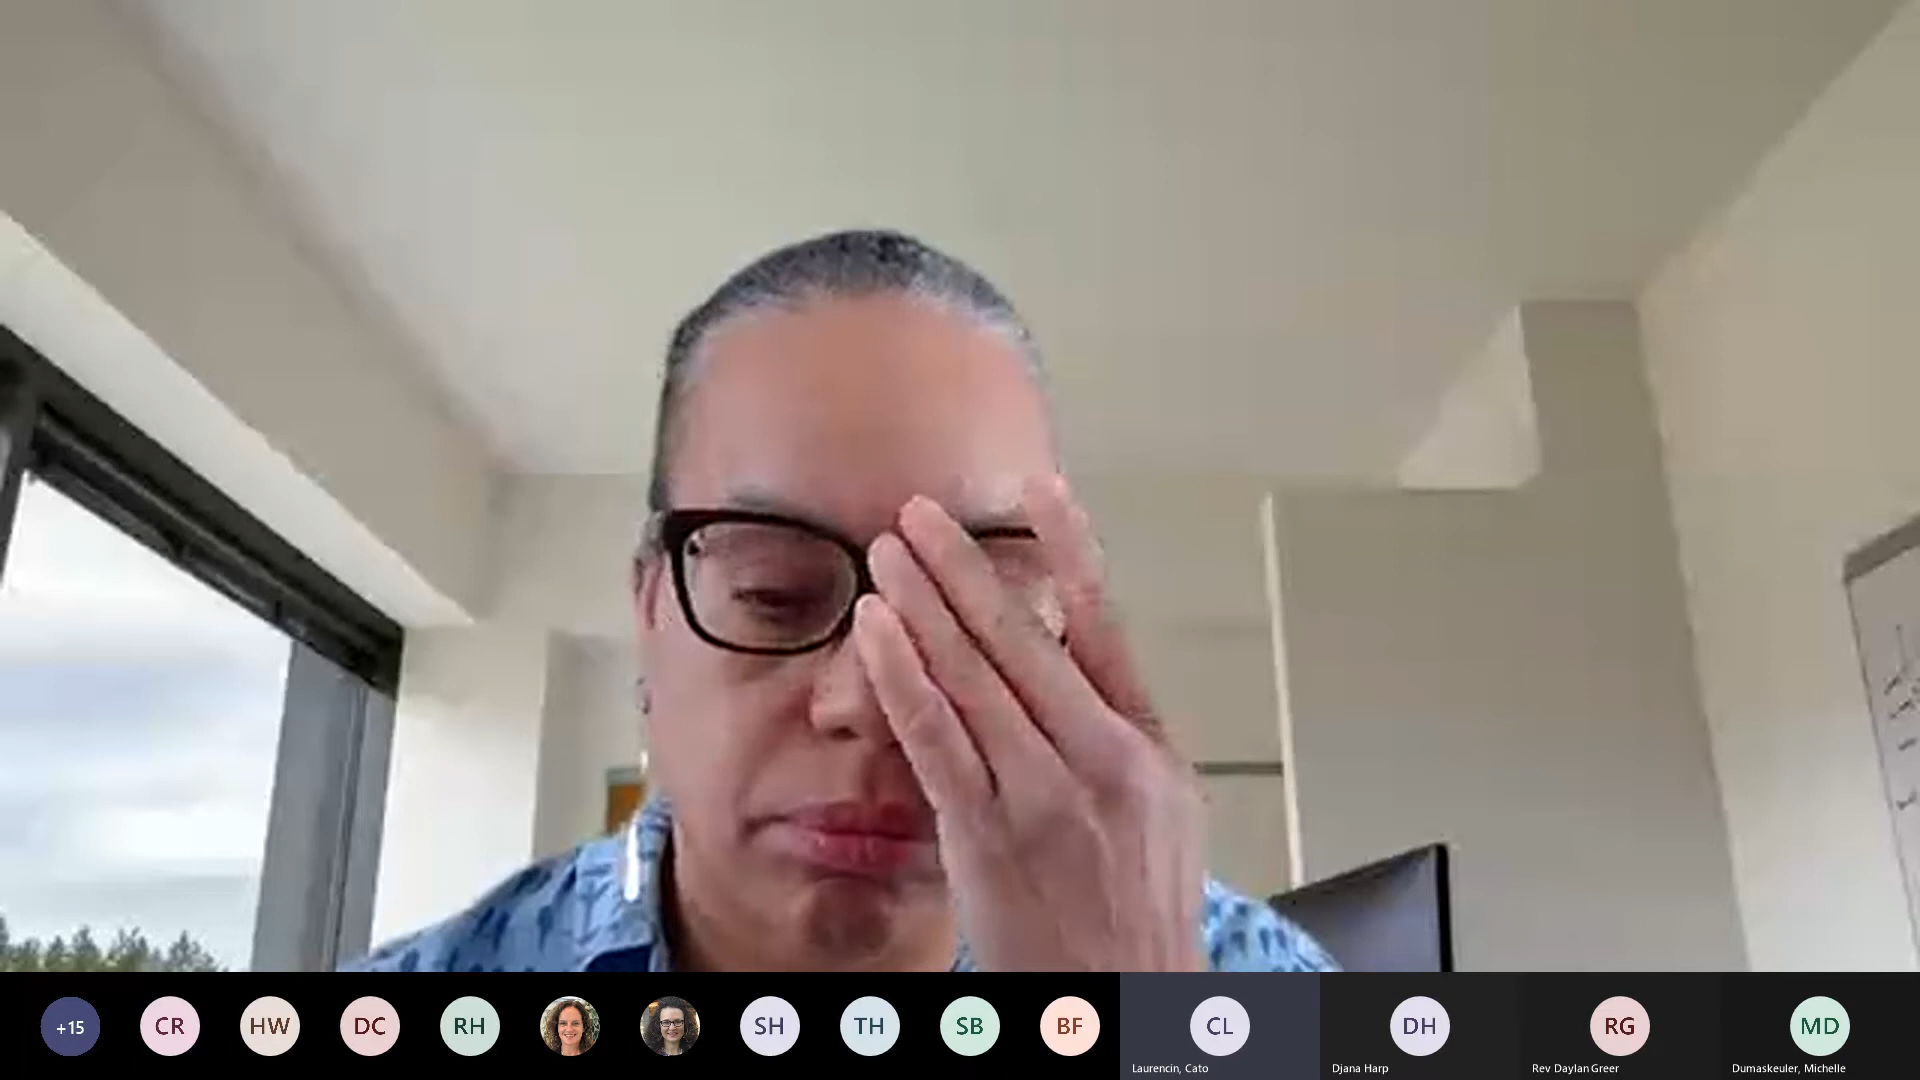 +15
CR
HW
DC
RH
SH
TH
SB
BF
CL
DH
RG
MD
Laurencin, Cato
Djana Harp
Rev Daylan Greer
Dumaskeuler, Michelle